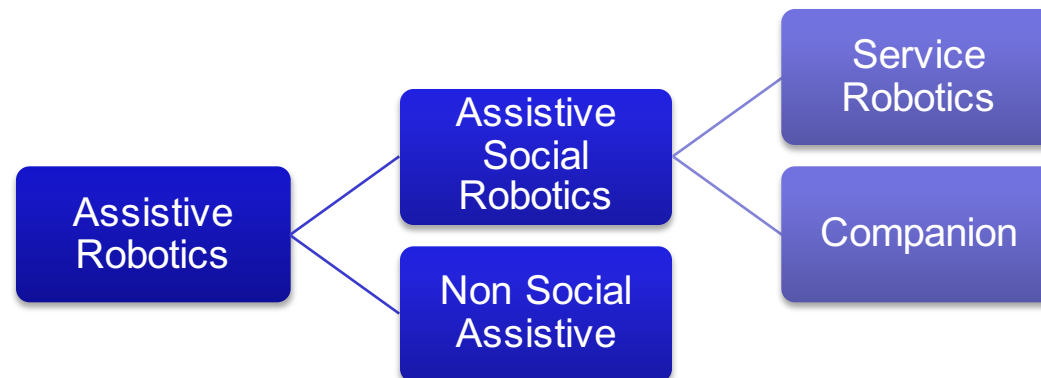 Assistive
Robotics
Assistive
Social
Robotics
Non Social
Assistive
Service
Robotics
Companion